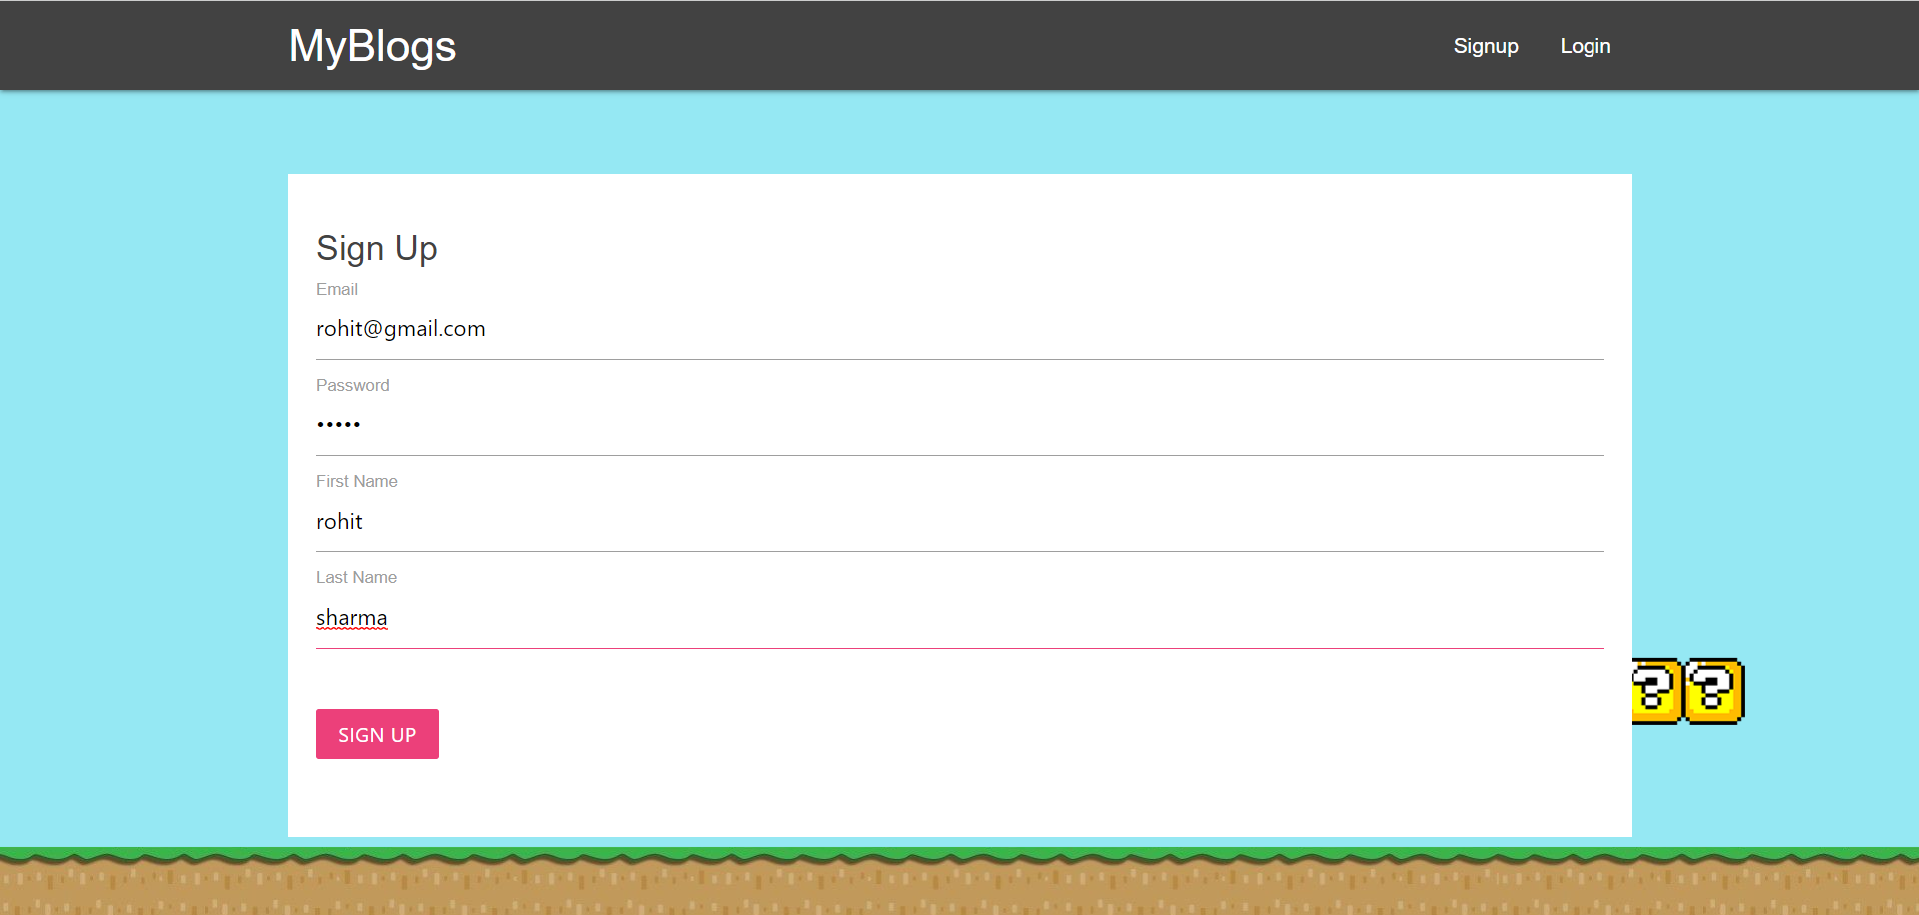 MyBlogs
Signup Login
Sign Up
Email
rohit@gmail.com
Password
•••••
First Name
rohit
Last Name
sharma
SIGN UP
? ?